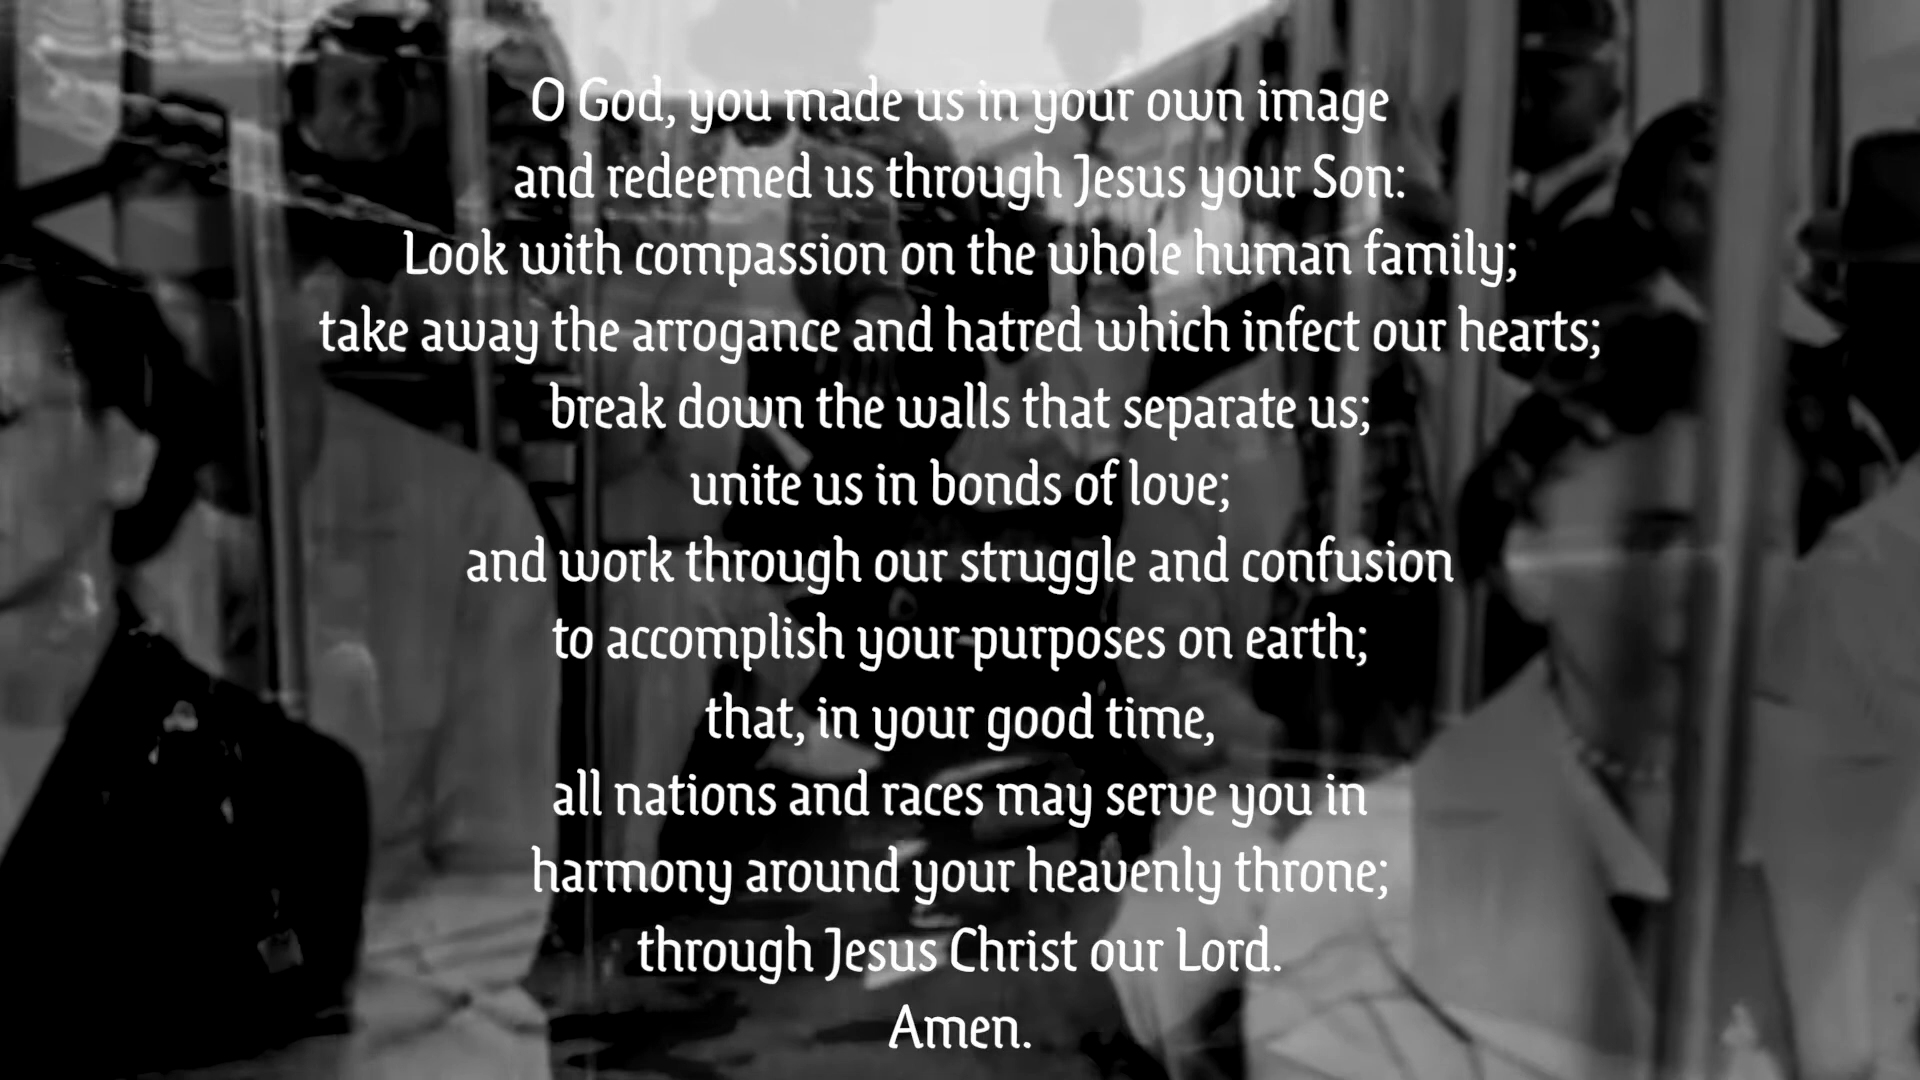 O God, you made us in your own image
and redeemed us through Jesus your Son:
Look with compassion on the whole human family;
take away the arrogance and hatred which infect our hearts;
break down the walls that separate us;
unite us in bonds of love;
and work through our struggle and confusion
to accomplish your purposes on earth;
that, in your good time,
all nations and races may serve you in
harmony around your heavenly throne;
through Jesus Christ our Lord.
Amen.